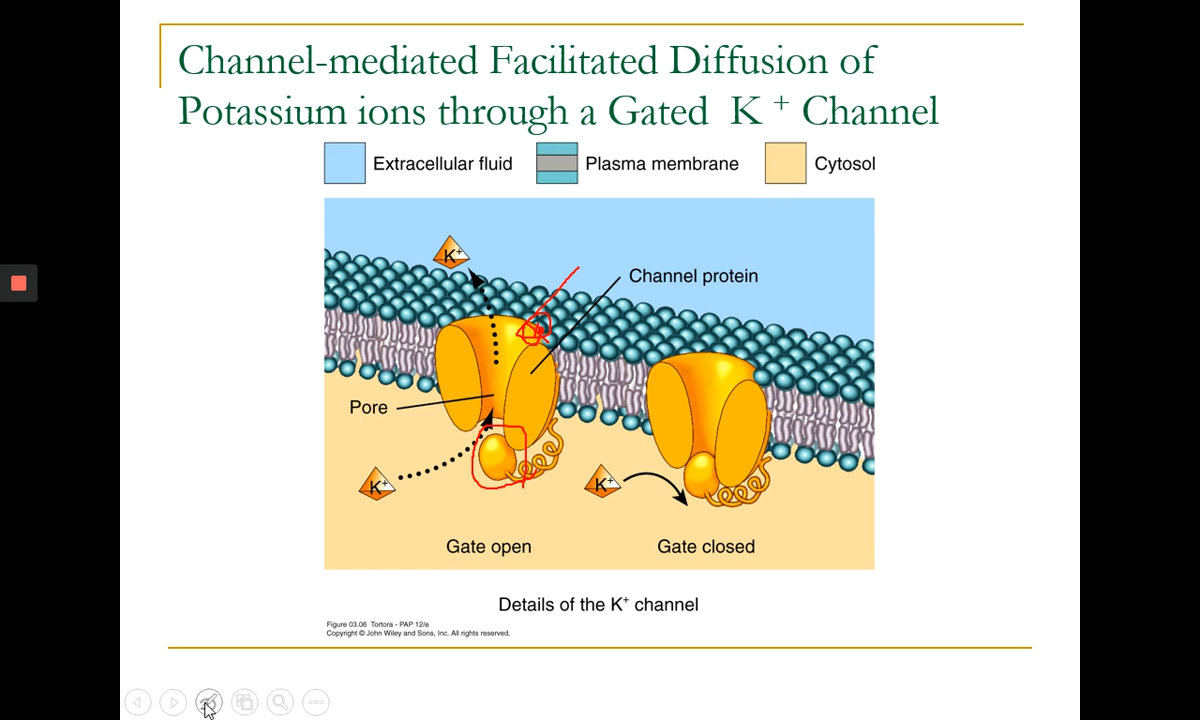 Channel-mediated Facilitated Diffusion of
Potassium ions through a Gated K + Channel
Extracellular fluid
Plasma membrane
Cytosol
K+
Channel protein
Pore
K+
K+
Gate open
Gate closed
Details of the K+ channel
Figure 03.06 Tortora - PAP 12/e
Copyright © John Wiley and Sons, Inc. All rights reserved.